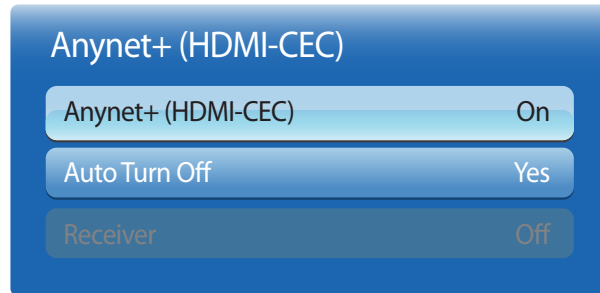 Anynet+ (HDMI-CEC)
Anynet+ (HDMI-CEC) On
Auto Turn Off Yes
Receiver Off